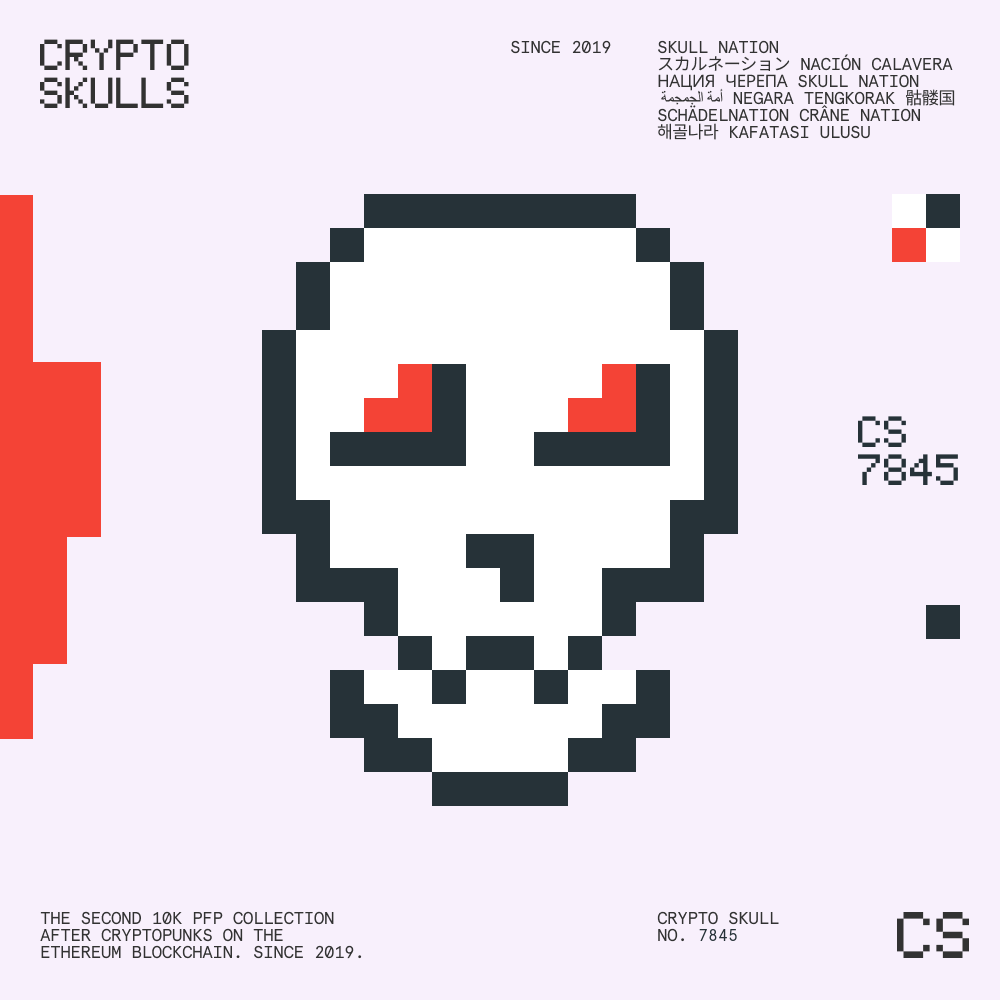 CRYPTO
SKULLS
SINCE 2019
SKULL NATION
スカルネーション NACIÓN CALAVERA
НАЦИЯ ЧЕРЕПА SKULL NATION
أمة الجمجمة NEGARA TENGKORAK 骷髅国
SCHÄDELNATION CRÂNE NATION
해골나라 KAFATASI ULUSU
CS
7845
THE SECOND 10K PFP COLLECTION
AFTER CRYPTOPUNKS ON THE
ETHEREUM BLOCKCHAIN. SINCE 2019.
CRYPTO SKULL
NO. 7845
CS